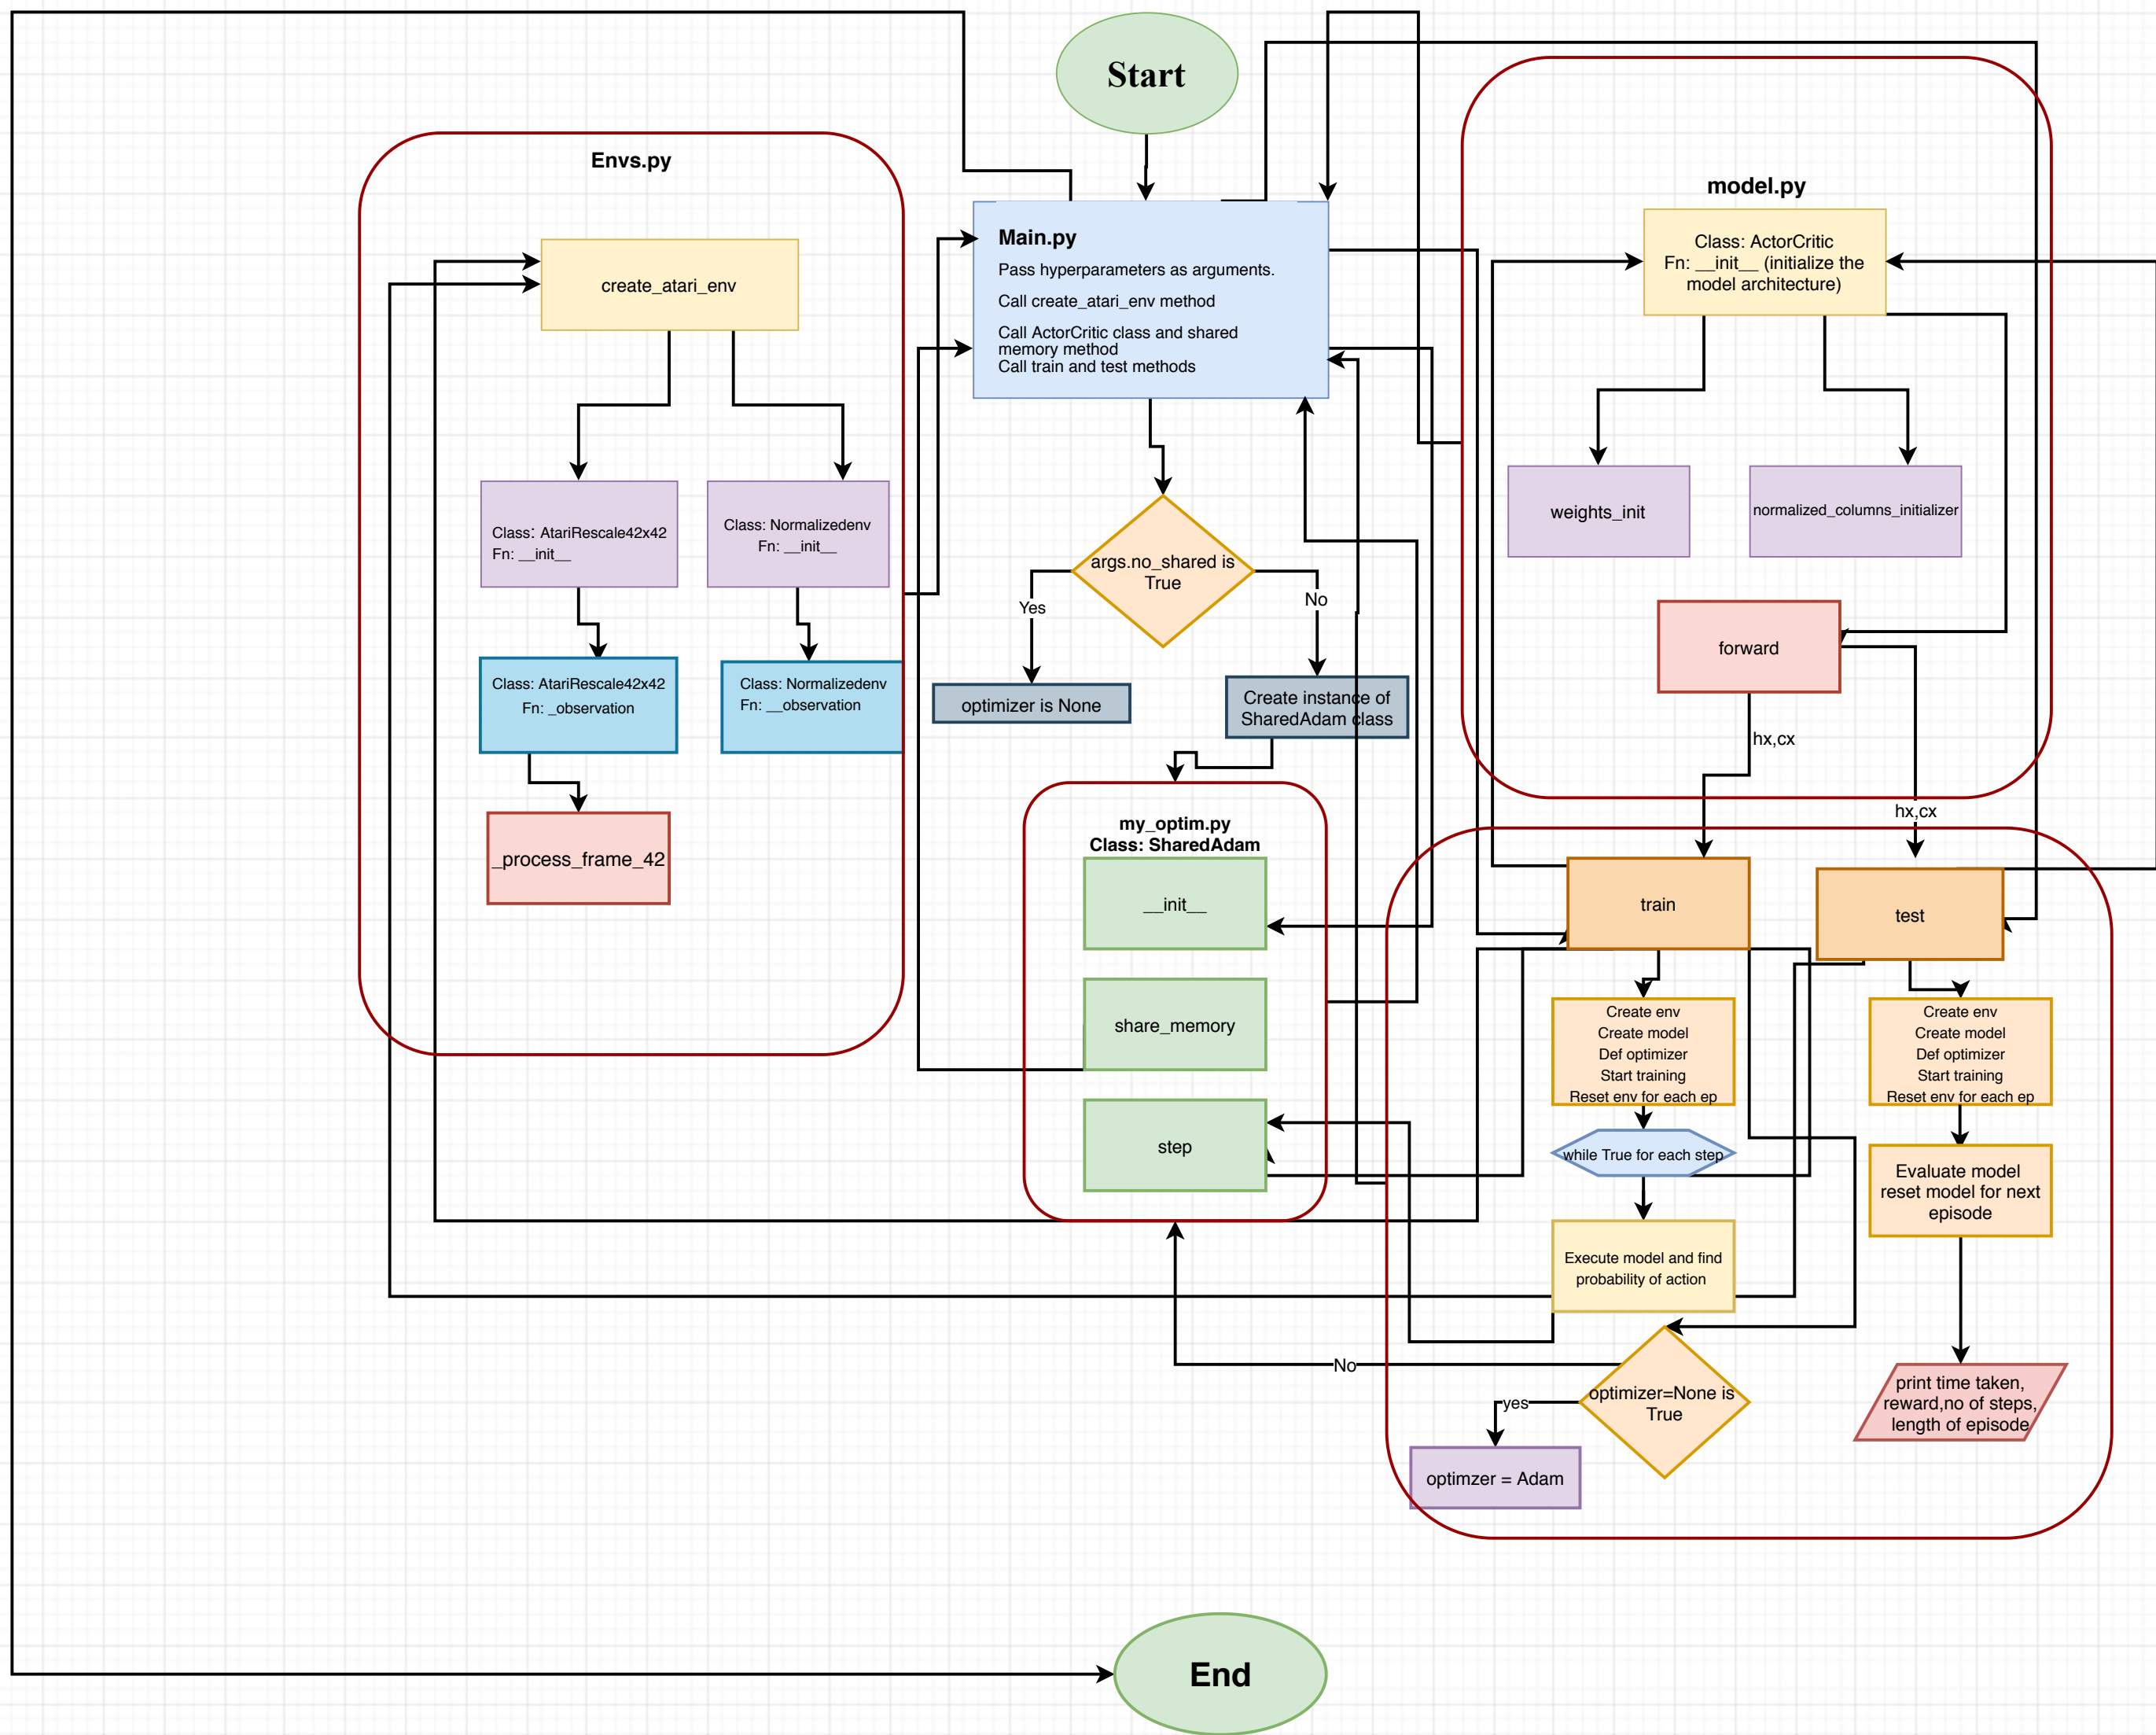 Start
Envs.py
create_atari_env
Class: AtariRescale42x42
Fn: __init__
Class: Normalizedenv
Fn: __init__
Class: AtariRescale42x42
Fn: _observation
Class: Normalizedenv
Fn: __observation
_process_frame_42
Main.py
Pass hyperparameters as arguments.
Call create_atari_env method
Call ActorCritic class and shared
memory method
Call train and test methods
args.no_shared is
True
Yes
No
optimizer is None
Create instance of
SharedAdam class
my_optim.py
Class: SharedAdam
__init__
share_memory
step
model.py
Class: ActorCritic
Fn: __init__ (initialize the
model architecture)
weights_init
normalized_columns_initializer
forward
hx,cx
hx,cx
train
test
Create env
Create model
Def optimizer
Start training
Reset env for each ep
Create env
Create model
Def optimizer
Start training
Reset env for each ep
while True for each step
Evaluate model
reset model for next
episode
Execute model and find
probability of action
No
optimizer=None is
True
yes
optimzer = Adam
print time taken,
reward,no of steps,
length of episode
End